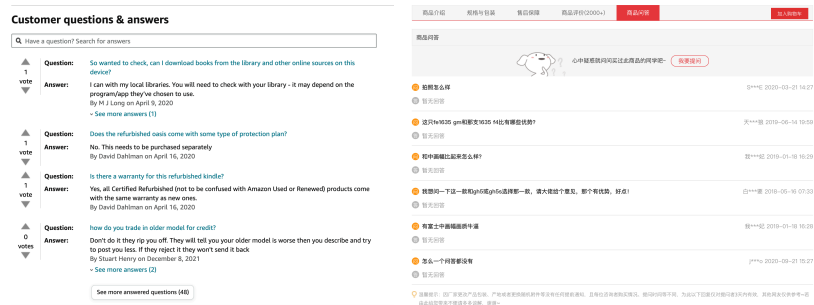 Customer questions & answers
Have a question? Search for answers
1
vote
Question:
So wanted to check, can I download books from the library and other online sources on this
device?
Answer:
I can with my local libraries. You will need to check with your library - it may depend on the
program/app they've chosen to use.
By M J Long on April 9, 2020
See more answers (1)
1
vote
Question:
Does the refurbished oasis come with some type of protection plan?
Answer:
No. This needs to be purchased separately
By David Dahlman on April 16, 2020
1
vote
Question:
Is there a warranty for this refurbished kindle?
Answer:
Yes, all Certified Refurbished (not to be confused with Amazon Used or Renewed) products come
with the same warranty as new ones.
By David Dahlman on April 16, 2020
0
votes
Question:
how do you trade in older model for credit?
Answer:
Don't do it they rip you off. They will tell you your older model is worse then you describe and try
to post you less. If they reject it they won't send it back
By Stuart Henry on December 8, 2021
See more answers (2)
See more answered questions (48)
商品介绍 规格与包装 售后保障 商品评价(2000+) 商品问答 加入购物车
商品问答
心中疑惑就问问买过此商品的同学吧~ 我要提问
拍照怎么样 S***E 2020-03-21 14:27
暂无回答
这只fe1635 gm和那支1635 f4比有哪些优势? 2019-06-14 19:59
暂无回答
和中画幅比起来怎么样? 2019-01-18 16:29
暂无回答
我想问一下这一款和gh5或gh5s选择那一款，请大佬给个意见，那个有优势，好点! 2018-05-16 07:33
暂无回答
有富士中画幅画质牛逼 2019-01-18 16:28
暂无回答
怎么一个问答都没有 j***o 2020-09-21 15:27
暂无回答